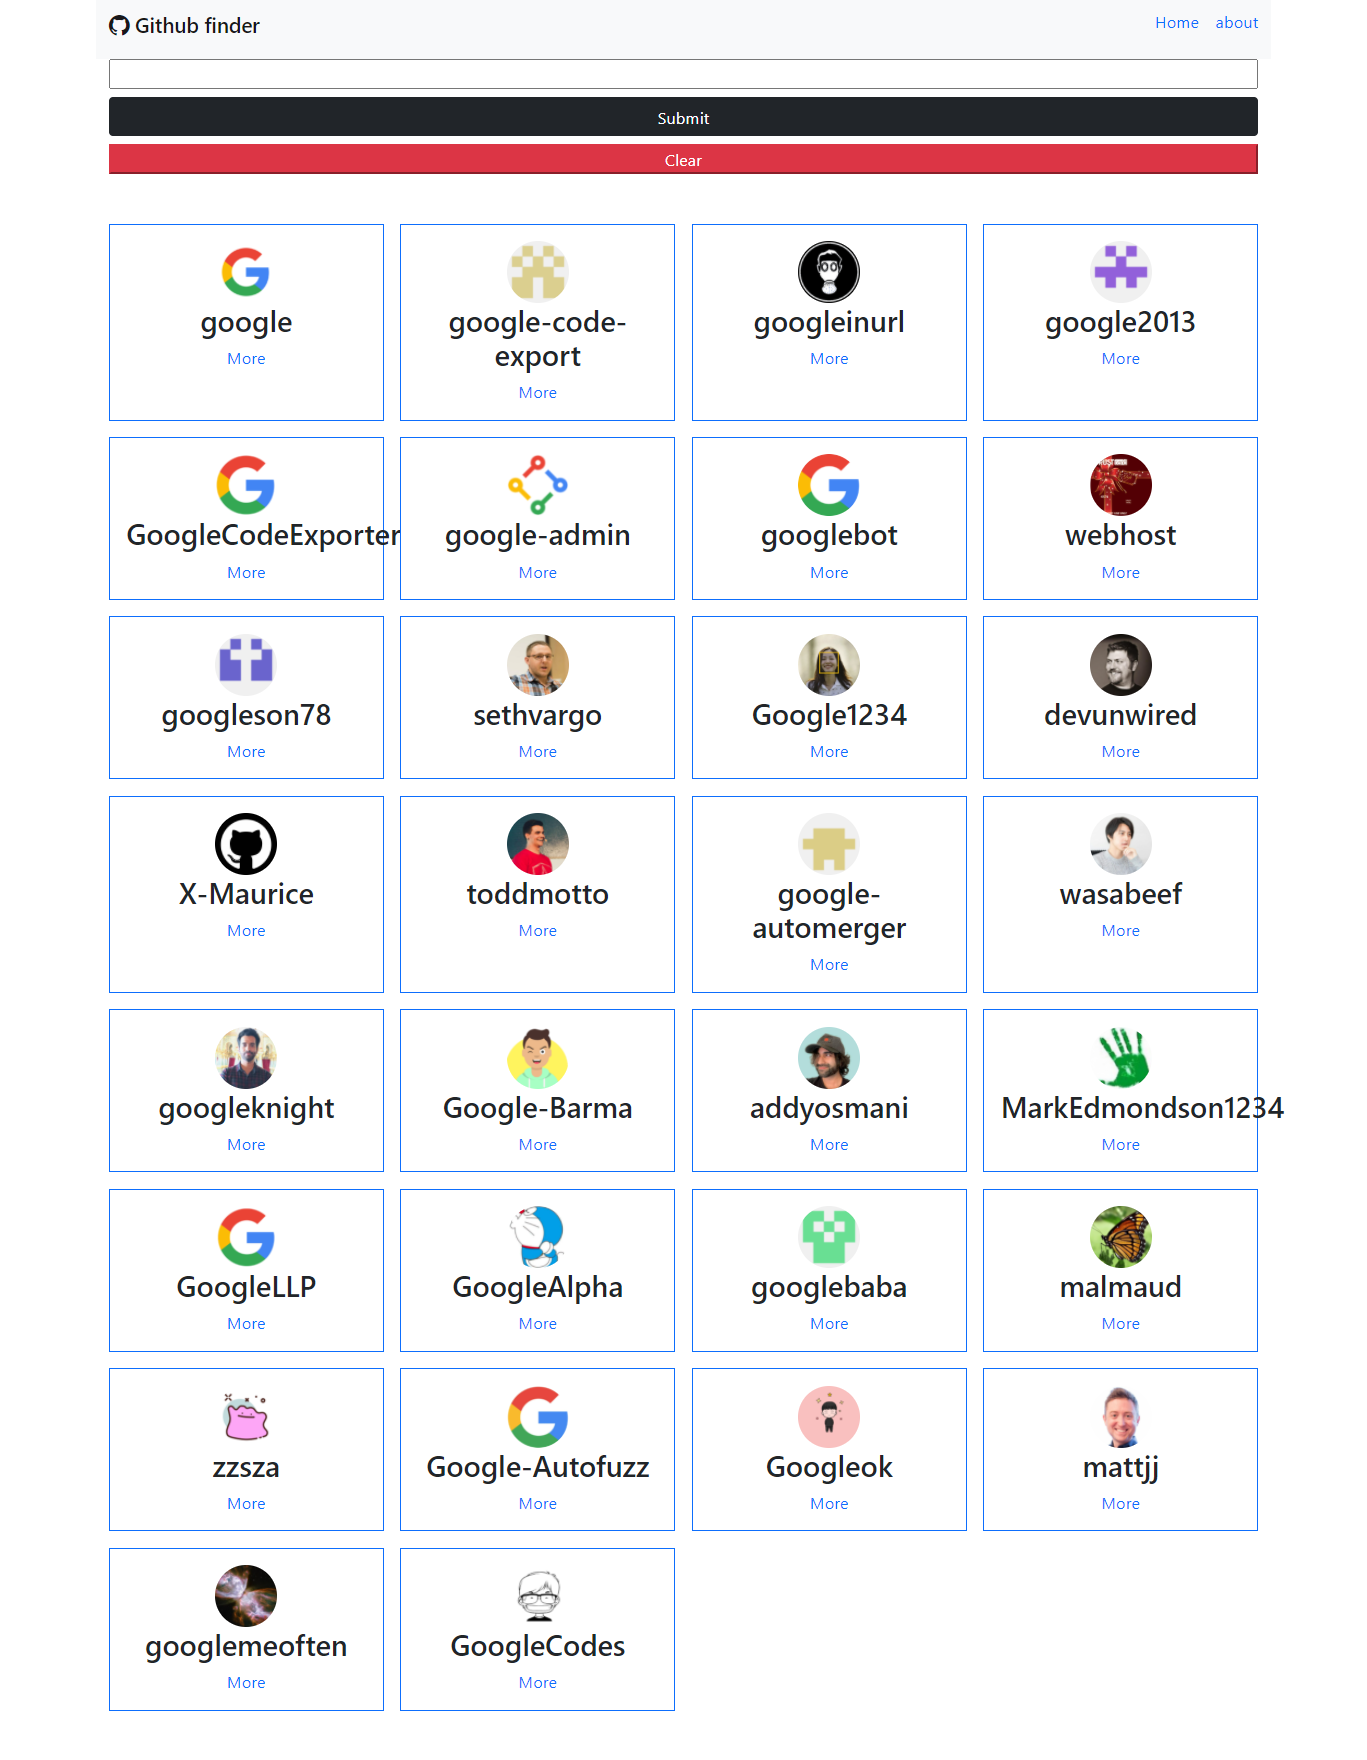 Github finder
Home about
Submit
Clear
google
More
google-code-
export
More
googleinurl
More
google2013
More
GoogleCodeExporter
More
google-admin
More
googlebot
More
webhost
More
googleson78
More
sethvargo
More
Google1234
More
devunwired
More
X-Maurice
More
toddmotto
More
google-
automerger
More
wasabeef
More
googleknight
More
Google-Barma
More
addyosmani
More
MarkEdmondson1234
More
GoogleLLP
More
GoogleAlpha
More
googlebaba
More
malmaud
More
zzsza
More
Google-Autofuzz
More
Googleok
More
mattjj
More
googlemeoften
More
GoogleCodes
More